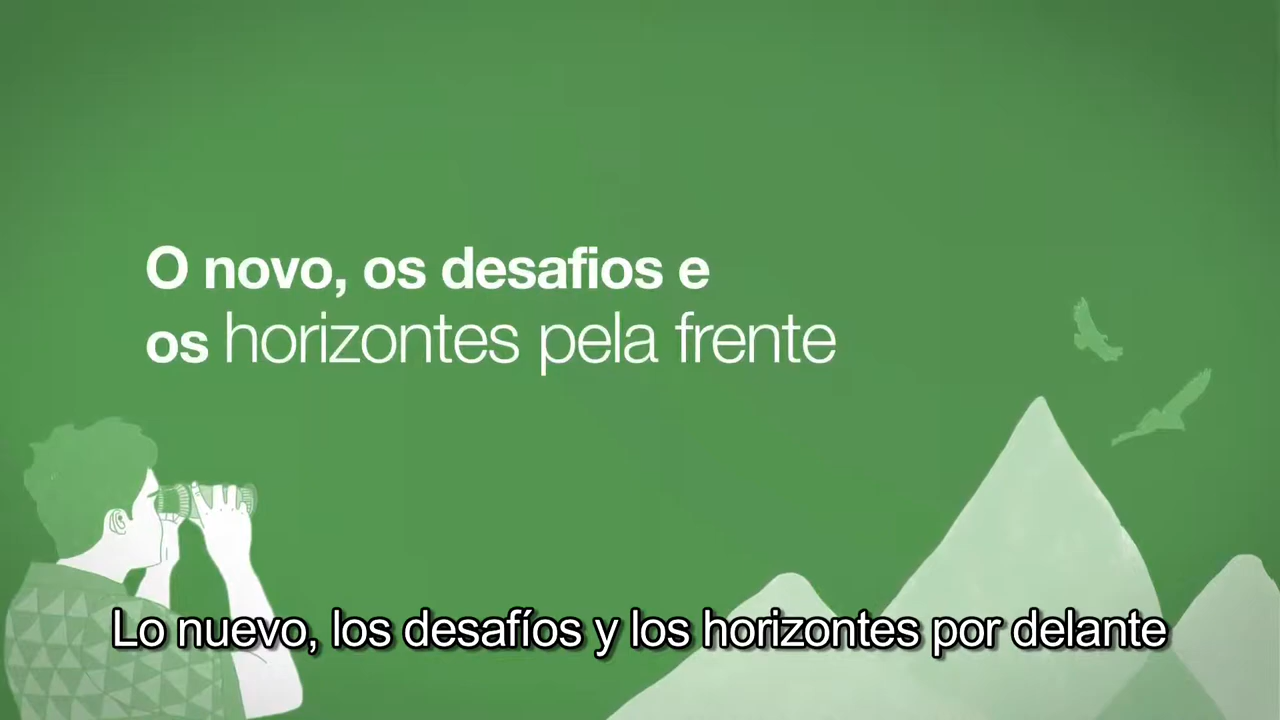 O novo, os desafios e
os horizontes pela frente
Lo nuevo, los desafíos y los horizontes por delante